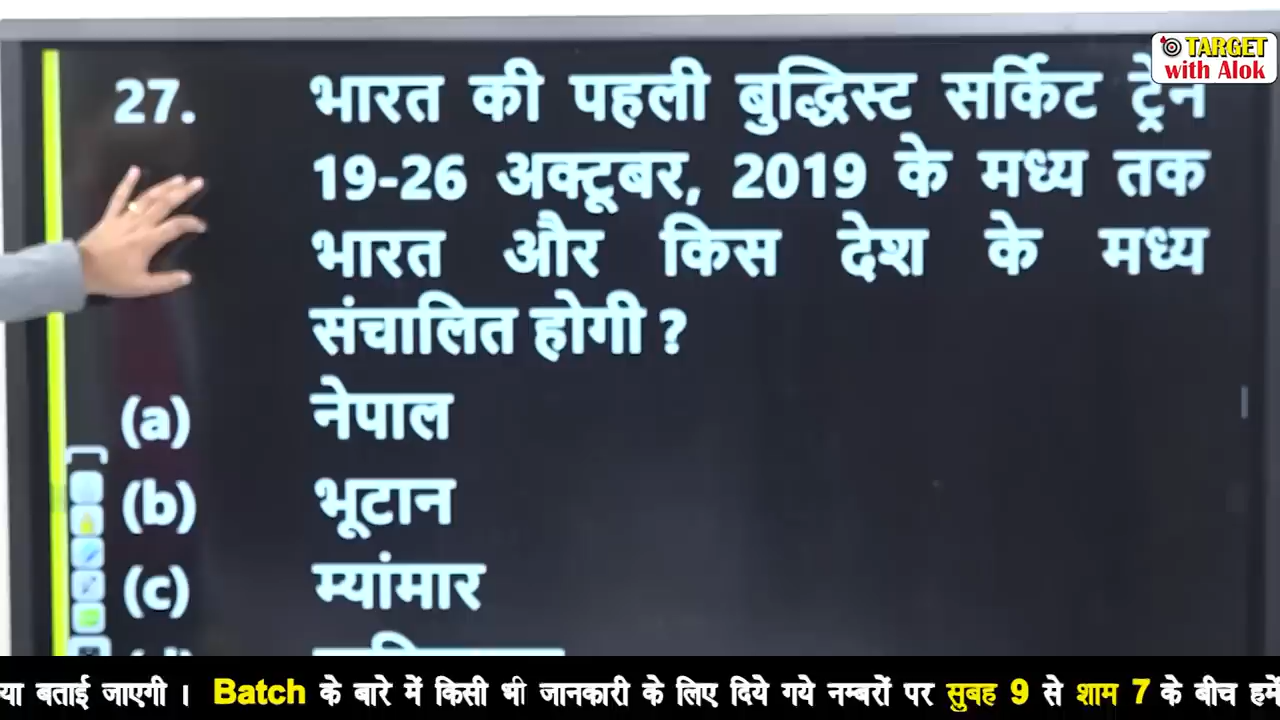 TARGET
with Alok
27. भारत की पहली बुद्धिस्ट सर्किट ट्रेन
19-26 अक्टूबर, 2019 के मध्य तक
भारत और किस देश के मध्य
संचालित होगी ?
(a) नेपाल
(b) भूटान
(c) म्यांमार
या बताई जाएगी । Batch के बारे में किसी भी जानकारी के लिए दिये गये नम्बरों पर सुबह 9 से शाम 7 के बीच हमें